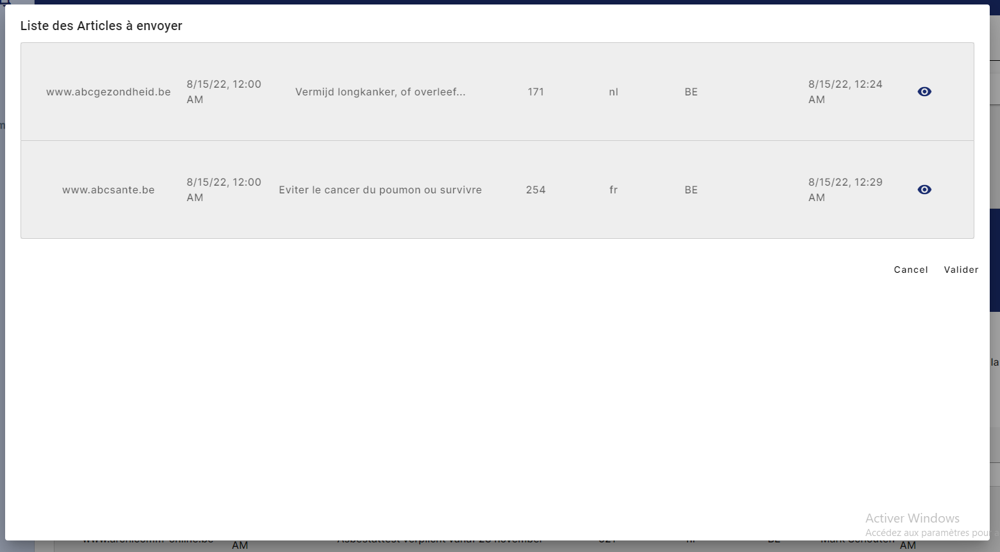 Liste des Articles à envoyer
www.abcgezondheid.be
8/15/22, 12:00
AM
Vermijd longkanker, of overleef...
171
nl
BE
8/15/22, 12:24
AM
www.abcsante.be
8/15/22, 12:00
AM
Eviter le cancer du poumon ou survivre
254
fr
BE
8/15/22, 12:29
AM
Cancel
Valider
la
Activer Windows
Accédez aux paramètres pour
AM
AM